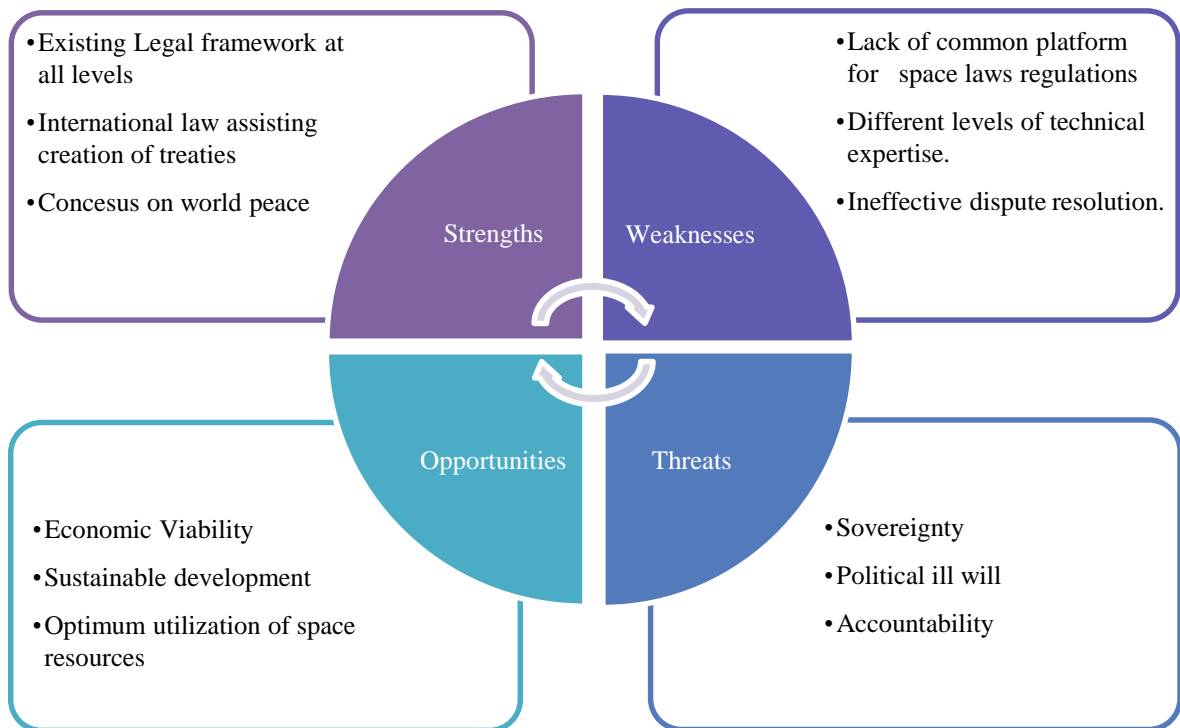 •Existing Legal framework at
all levels
•International law assisting
creation of treaties
•Concesus on world peace
•Lack of common platform
for space laws regulations
•Different levels of technical
expertise.
•Ineffective dispute resolution.
Strengths
Weaknesses
Opportunities
Threats
•Economic Viability
•Sustainable development
•Optimum utilization of space
resources
•Sovereignty
•Political ill will
•Accountability